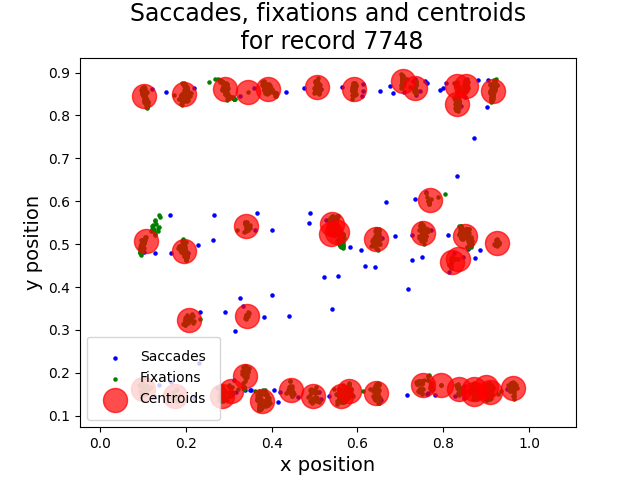 Saccades, fixations and centroids
for record 7748
y position
0.9
0.8
0.7
0.6
0.5
0.4
0.3
0.2
0.1
Saccades
Fixations
Centroids
0.0 0.2 0.4 0.6 0.8 1.0
x position